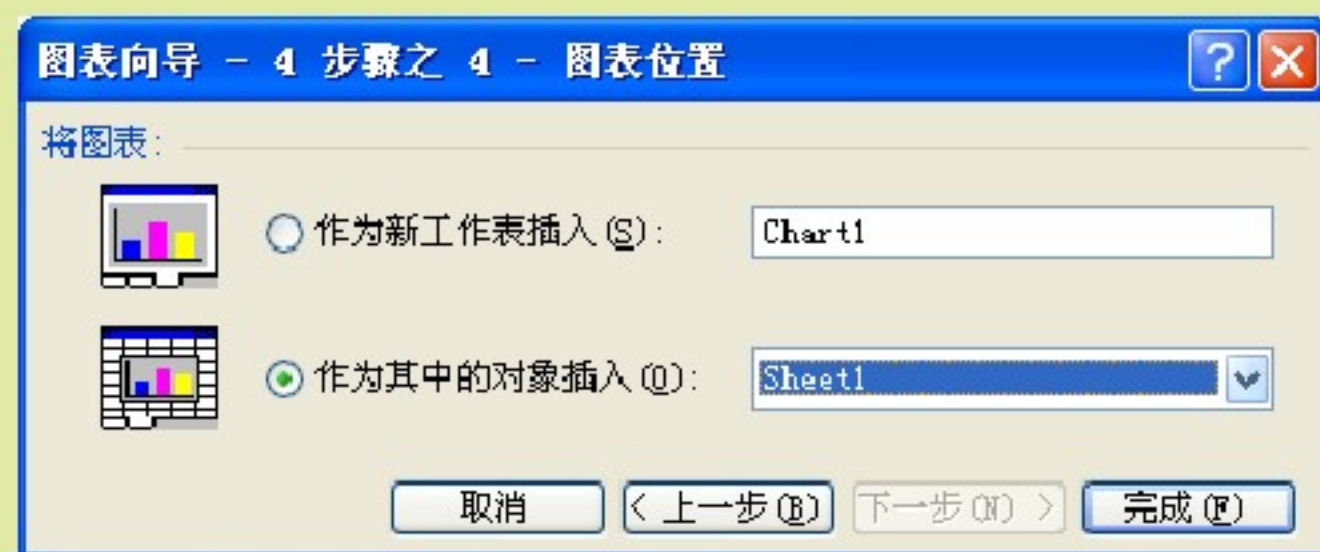 图表向导 - 4 步骤之 4 - 图表位置
将图表:
作为新工作表插入(S): Chart1
作为其中的对象插入(O): Sheet1
取消 < 上一步(B) 下一步(N) > 完成(F)